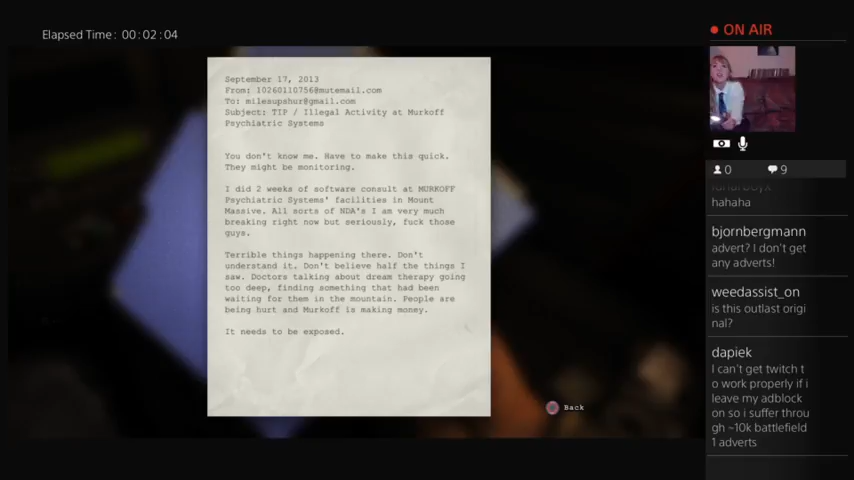 Elapsed Time: 00:02:04
ON AIR
September 17, 2013
From: 10260110756@mutemail.com
To: milesupshur@gmail.com
Subject: TIP / Illegal Activity at Murkoff
Psychiatric Systems
You don't know me. Have to make this quick.
They might be monitoring.
I did 2 weeks of software consult at MURKOFF
Psychiatric Systems' facilities in Mount
Massive. All sorts of NDA's I am very much
breaking right now but seriously, fuck those
guys.
Terrible things happening there. Don't
understand it. Don't believe half the things I
saw. Doctors talking about dream therapy going
too deep, finding something that had been
waiting for them in the mountain. People are
being hurt and Murkoff is making money.
It needs to be exposed.
Back
0
9
hahaha
bjornbergmann
advert? I don't get
any adverts!
weedassist_on
is this outlast origi
nal?
dapiek
I can't get twitch t
o work properly if i
leave my adblock
on so i suffer throu
gh ~10k battlefield
1 adverts